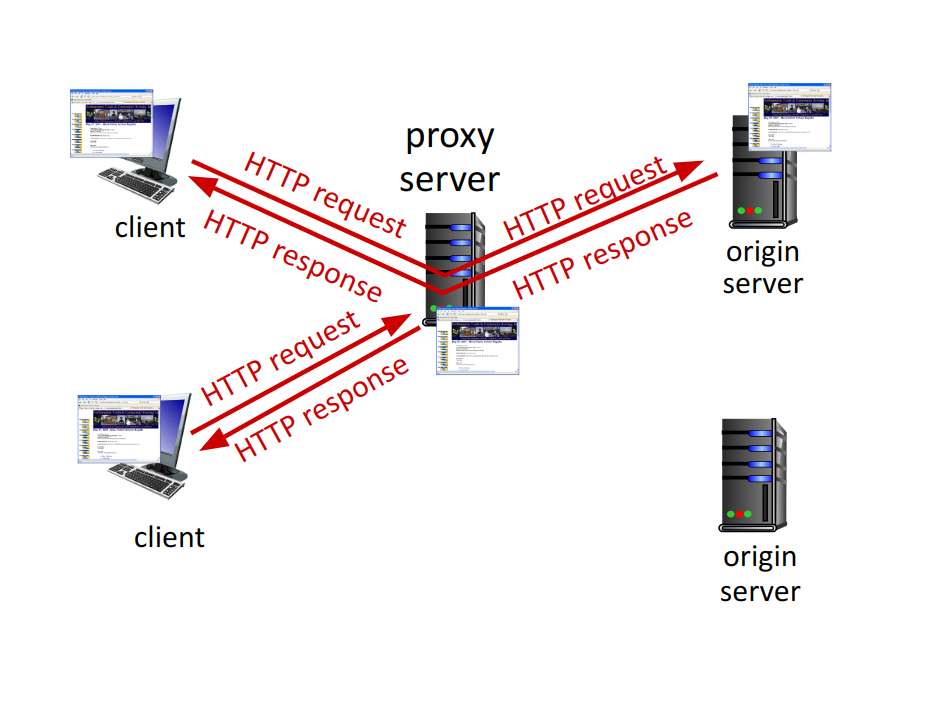 proxy
server
HTTP request
HTTP response
client
HTTP request
HTTP response
origin
server
HTTP request
HTTP response
client
origin
server